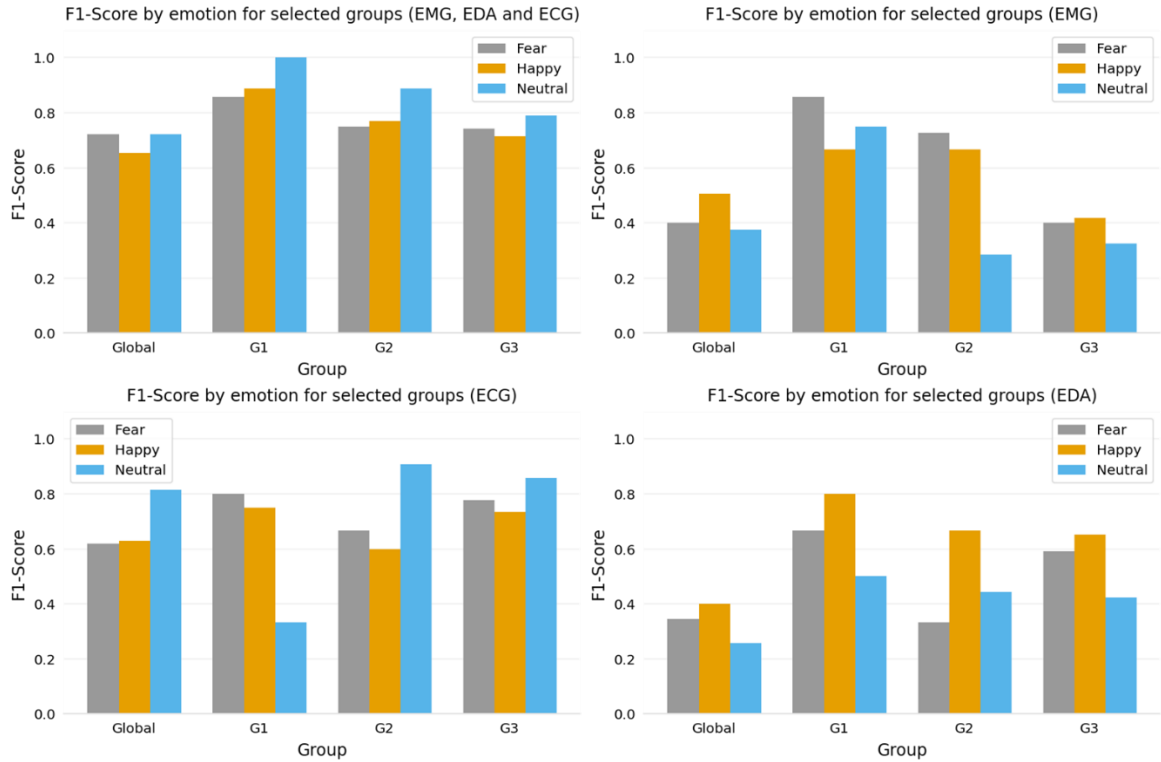 F1-Score by emotion for selected groups (EMG, EDA and ECG)
Fear
Happy
Neutral
1.0
0.8
0.6
0.4
0.2
0.0
F1-Score
Global G1 G2 G3
Group
F1-Score by emotion for selected groups (EMG)
Fear
Happy
Neutral
1.0
0.8
0.6
0.4
0.2
0.0
F1-Score
Global G1 G2 G3
Group
F1-Score by emotion for selected groups (ECG)
Fear
Happy
Neutral
1.0
0.8
0.6
0.4
0.2
0.0
F1-Score
Global G1 G2 G3
Group
F1-Score by emotion for selected groups (EDA)
Fear
Happy
Neutral
1.0
0.8
0.6
0.4
0.2
0.0
F1-Score
Global G1 G2 G3
Group